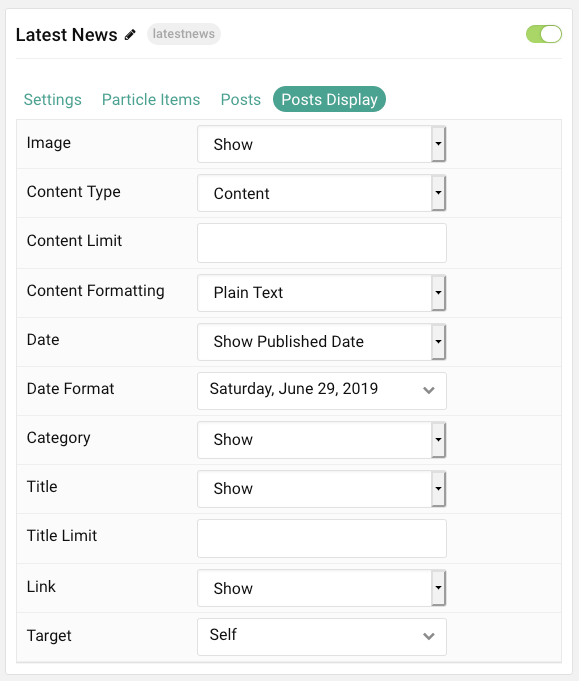 Latest News latestnews
Settings Particle Items Posts Posts Display
Image Show
Content Type Content
Content Limit
Content Formatting Plain Text
Date Show Published Date
Date Format Saturday, June 29, 2019
Category Show
Title Show
Title Limit
Link Show
Target Self